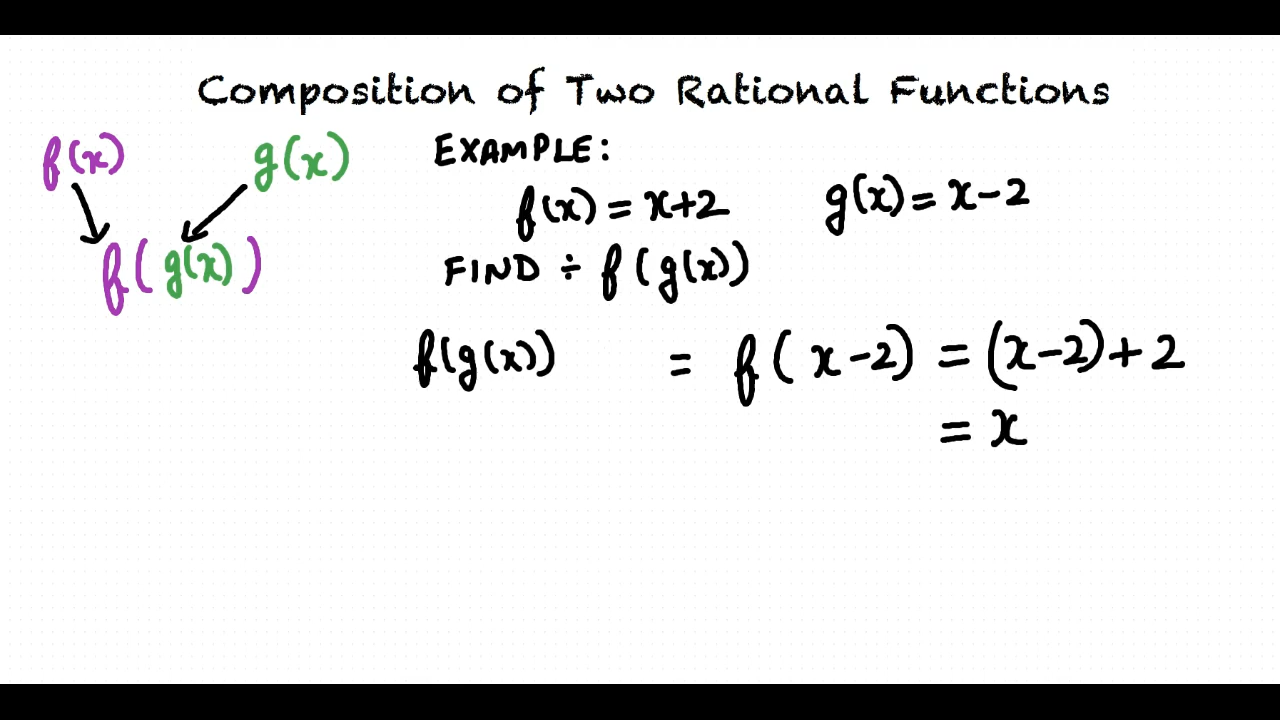 Composition of Two Rational Functions
f(x) g(x)
f(g(x))
EXAMPLE:
f(x) = x+2 g(x) = x-2
FIND ÷ f(g(x))
f(g(x)) = f(x-2) = (x-2)+2
= x